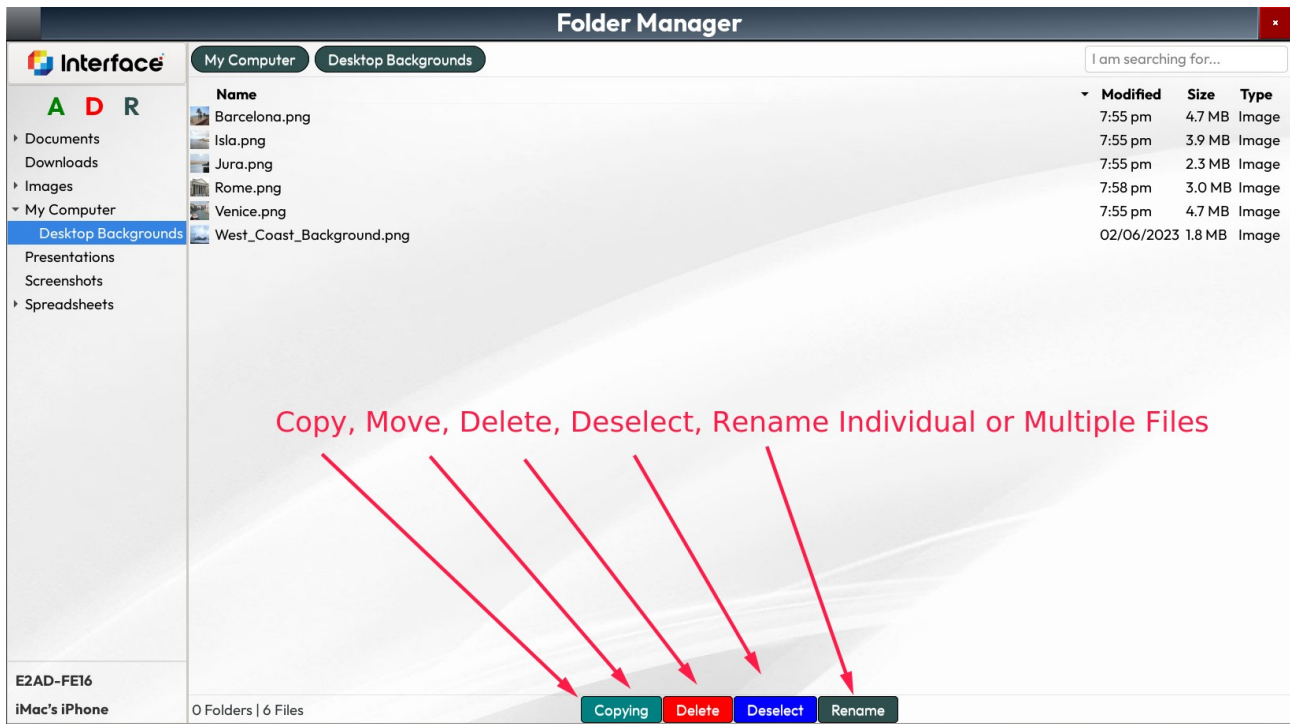 Folder Manager
×
Interface
My Computer
Desktop Backgrounds
I am searching for...
A D R
Documents
Downloads
Images
My Computer
Desktop Backgrounds
Presentations
Screenshots
Spreadsheets
Name Modified Size Type
Barcelona.png 7:55 pm 4.7 MB Image
Isla.png 7:55 pm 3.9 MB Image
Jura.png 7:55 pm 2.3 MB Image
Rome.png 7:58 pm 3.0 MB Image
Venice.png 7:55 pm 4.7 MB Image
West_Coast_Background.png 02/06/2023 1.8 MB Image
Copy, Move, Delete, Deselect, Rename Individual or Multiple Files
E2AD-FE16
iMac's iPhone
0 Folders | 6 Files
Copying Delete Deselect Rename